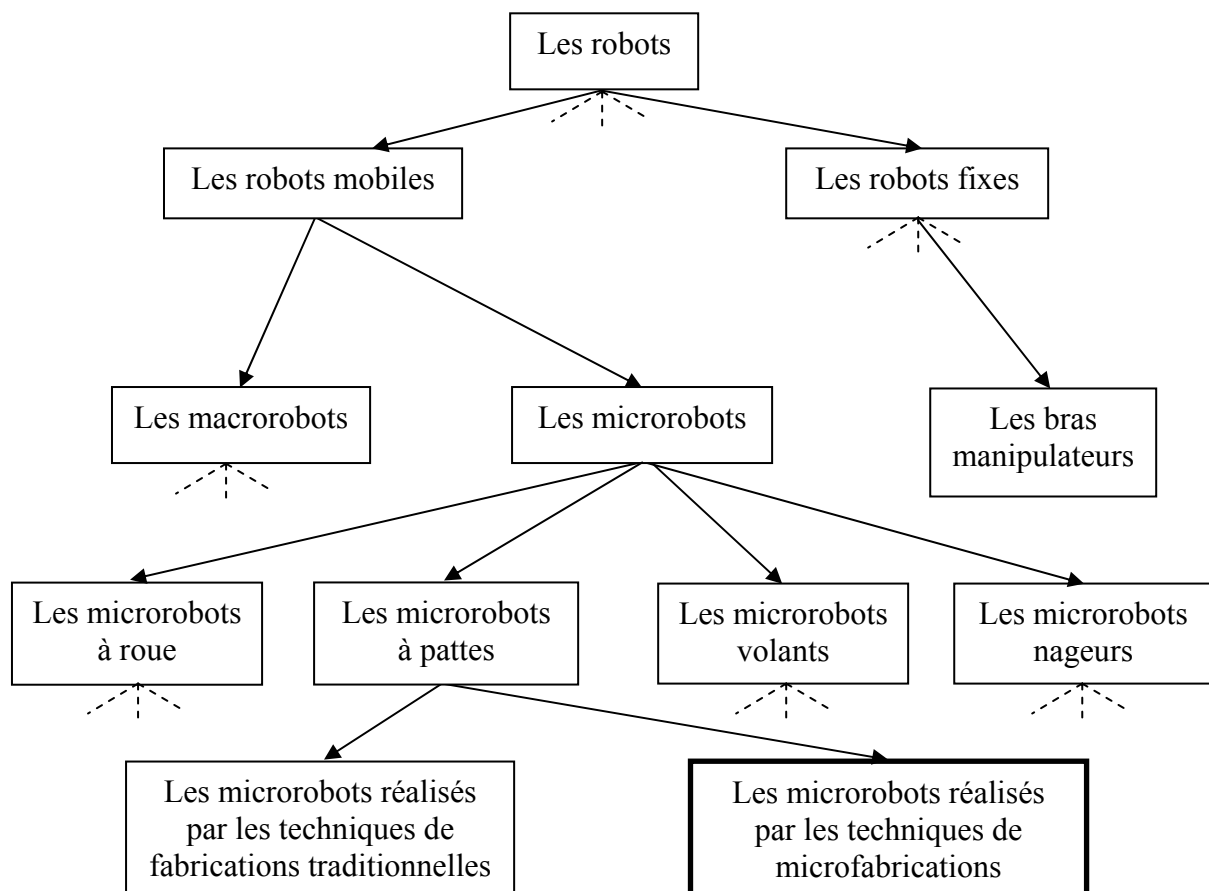 Les robots
Les robots mobiles
Les robots fixes
Les macrorobots
Les microrobots
Les bras
manipulateurs
Les microrobots
à roue
Les microrobots
à pattes
Les microrobots
volants
Les microrobots
nageurs
Les microrobots réalisés
par les techniques de
fabrications traditionnelles
Les microrobots réalisés
par les techniques de
microfabrications